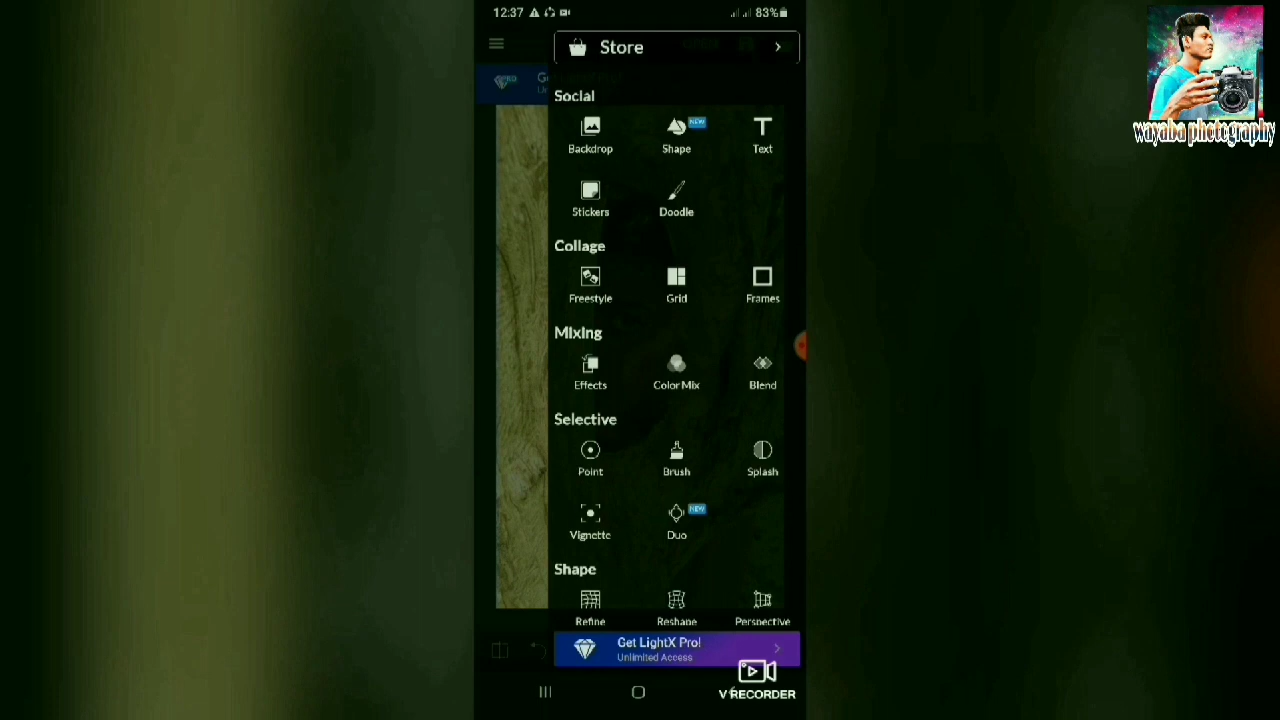 12:37
83%
Store
Social
Backdrop
Shape NEW
Text
Stickers
Doodle
Collage
Freestyle
Grid
Frames
Mixing
Effects
Color Mix
Blend
Selective
Point
Brush
Splash
Vignette
Duo NEW
Shape
Refine
Reshape
Perspective
Get LightX Pro!
Unlimited Access
V RECORDER
wayaba photography